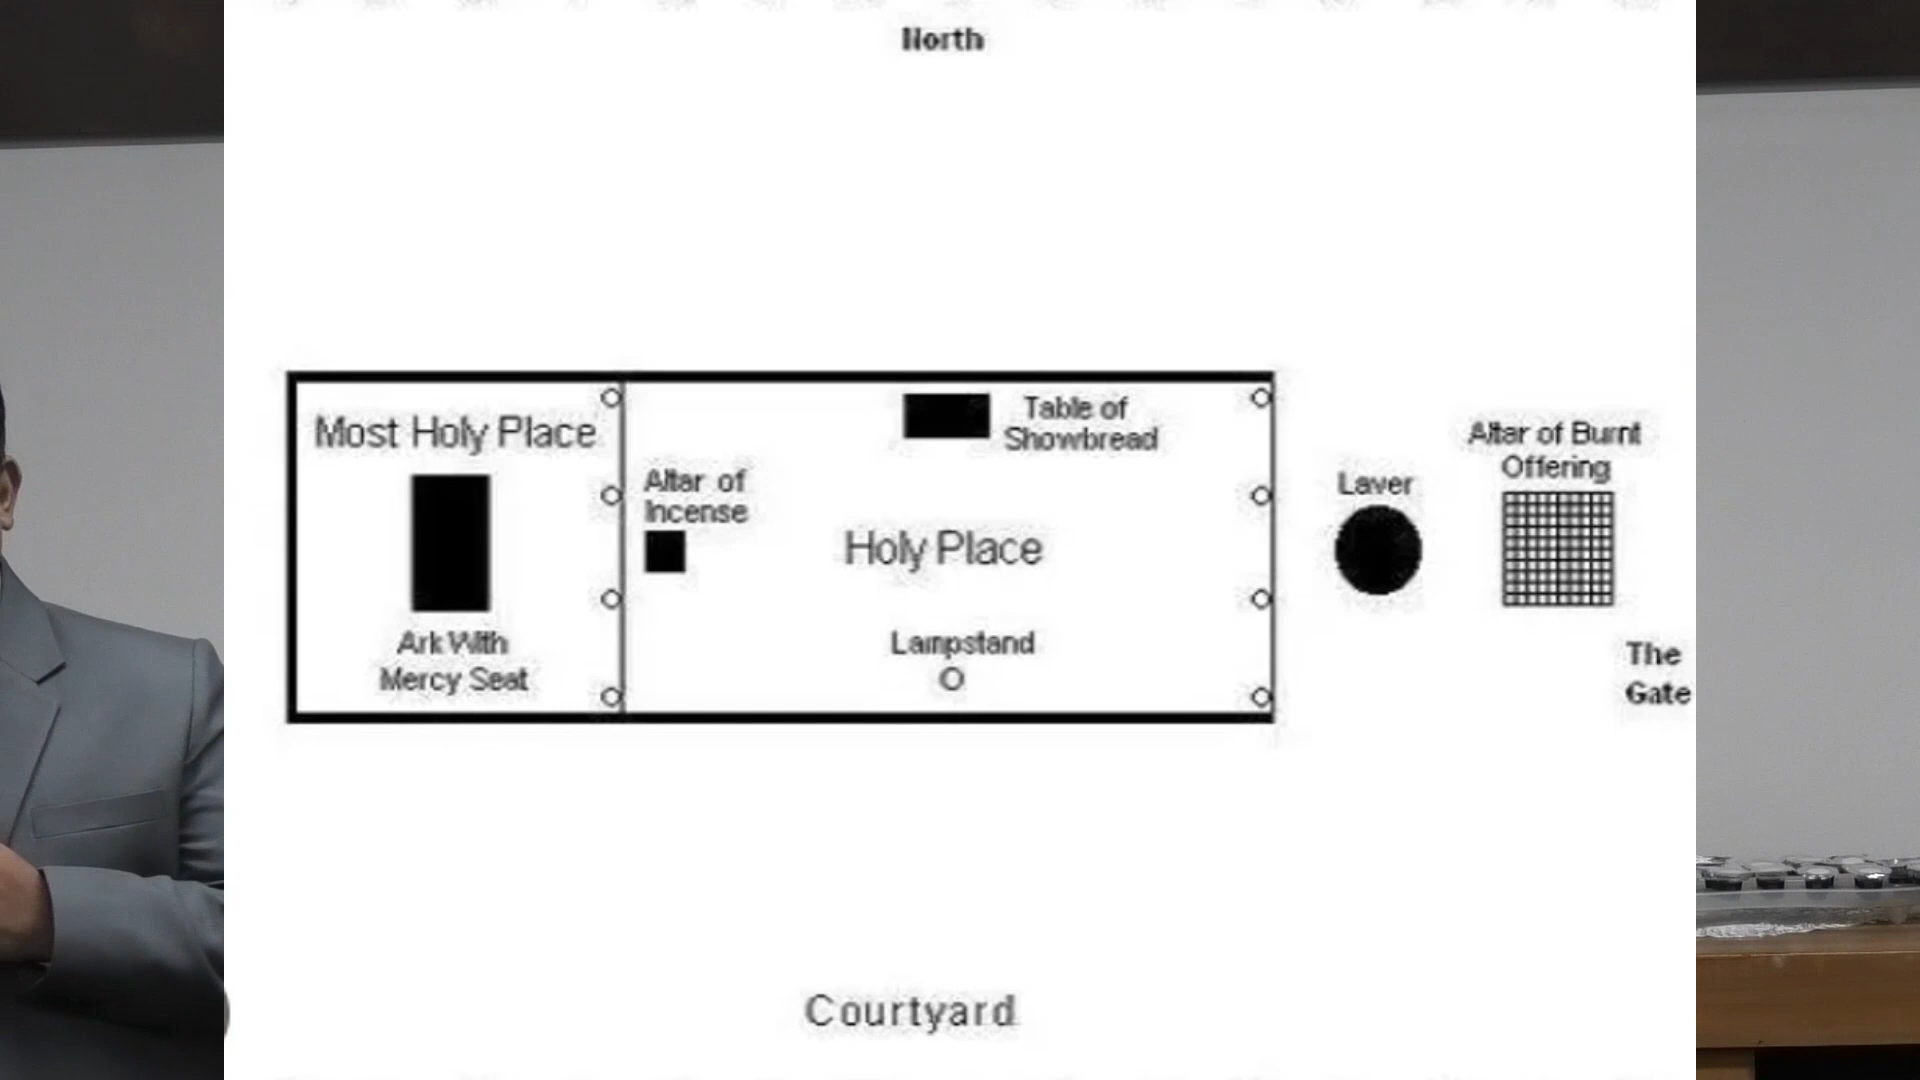 North
Most Holy Place
Ark With
Mercy Seat
Altar of
Incense
Table of
Showbread
Holy Place
Lampstand
Laver
Altar of Burnt
Offering
The
Gate
Courtyard